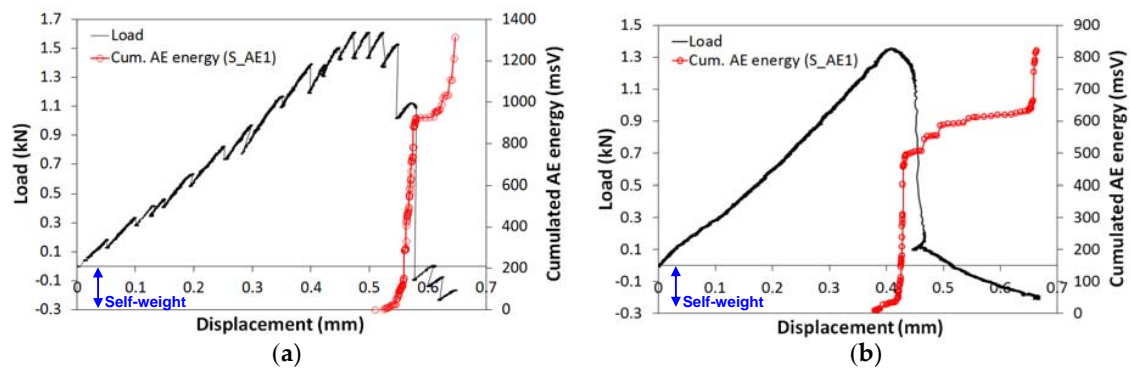 1.7
1.5
1.3
1.1
0.9
0.7
0.5
0.3
0.1
-0.1
-0.3
Load (kN)
Load
Cum. AE energy (S_AE1)
Self-weight
0 0.1 0.2 0.3 0.4 0.5 0.6 0.7
Displacement (mm)
1400
1200
1000
800
600
400
200
0
Cumulated AE energy (msV)
(a)
1.5
1.3
1.1
0.9
0.7
0.5
0.3
0.1
-0.1
-0.3
Load (kN)
Load
Cum. AE energy (S_AE1)
Self-weight
0 0.1 0.2 0.3 0.4 0.5 0.6 0.7
Displacement (mm)
900
800
700
600
500
400
300
200
100
0
Cumulated AE energy (msV)
(b)